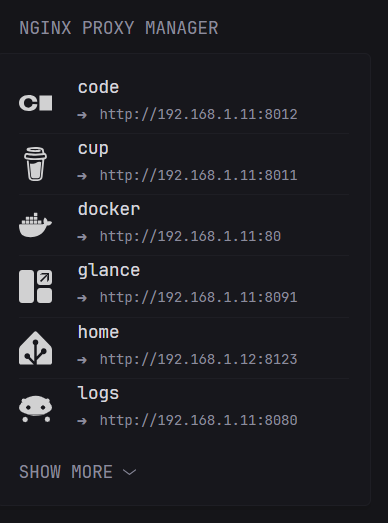 NGINX PROXY MANAGER
code
➔ http://192.168.1.11:8012
cup
➔ http://192.168.1.11:8011
docker
➔ http://192.168.1.11:80
glance
➔ http://192.168.1.11:8091
home
➔ http://192.168.1.12:8123
logs
➔ http://192.168.1.11:8080
SHOW MORE